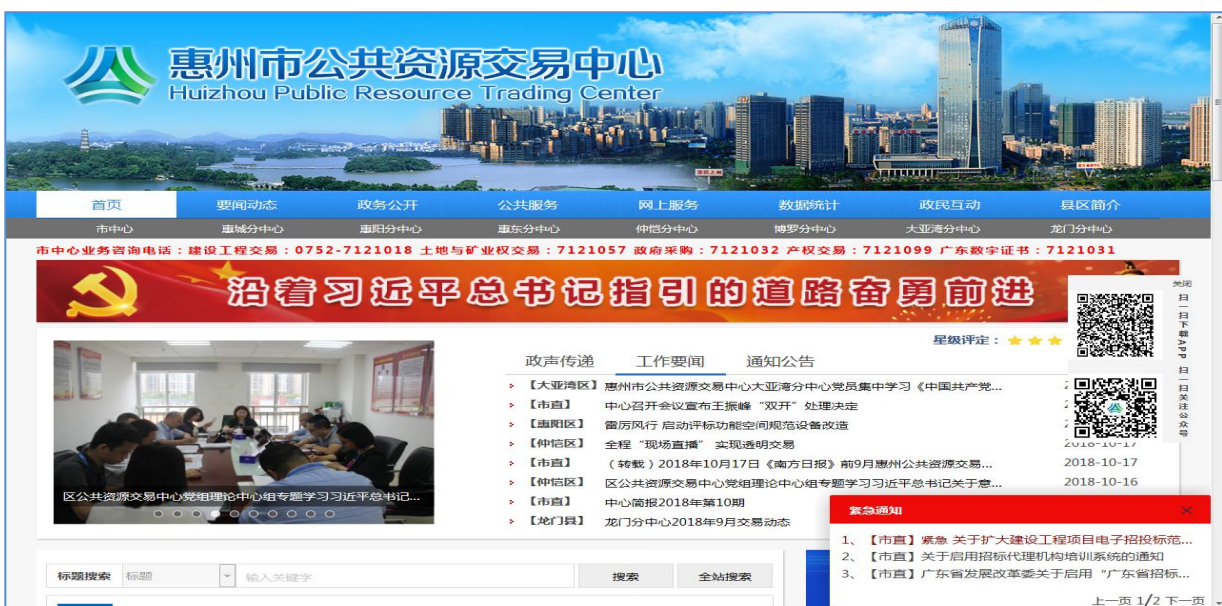 惠州市公共资源交易中心
Huizhou Public Resource Trading Center
首页 要闻动态 政务公开 公共服务 网上服务 数据统计 政民互动 县区简介
市中心 惠城分中心 惠阳分中心 惠东分中心 仲恺分中心 博罗分中心 大亚湾分中心 龙门分中心
市中心业务咨询电话：建设工程交易：0752-7121018 土地与矿业权交易：7121057 政府采购：7121032 产权交易：7121099 广东数字证书：7121031
沿着习近平总书记指引的道路奋勇前进
关闭
扫一扫下载APP
扫一扫关注公众号
星级评定：
政声传递 工作要闻 通知公告
【大亚湾区】惠州市公共资源交易中心大亚湾分中心党员集中学习《中国共产党... 2
【市直】 中心召开会议宣布王振峰“双开”处理决定 2
【惠阳区】 雷厉风行 启动评标功能空间规范设备改造 2
【仲恺区】 全程“现场直播” 实现透明交易 2018-10-17
【市直】 （转载）2018年10月17日《南方日报》前9月惠州公共资源交易... 2018-10-17
【仲恺区】 区公共资源交易中心党组理论中心组专题学习习近平总书记关于意... 2018-10-16
【市直】 中心简报2018年第10期
【龙门县】 龙门分中心2018年9月交易动态
区公共资源交易中心党组理论中心组专题学习习近平总书记...
紧急通知 ×
1、【市直】紧急 关于扩大建设工程项目电子招投标范...
2、【市直】关于启用招标代理机构培训系统的通知
3、【市直】广东省发展改革委关于启用“广东省招标...
上一页 1/2 下一页
标题搜索 标题 输入关键字 搜索 全站搜索